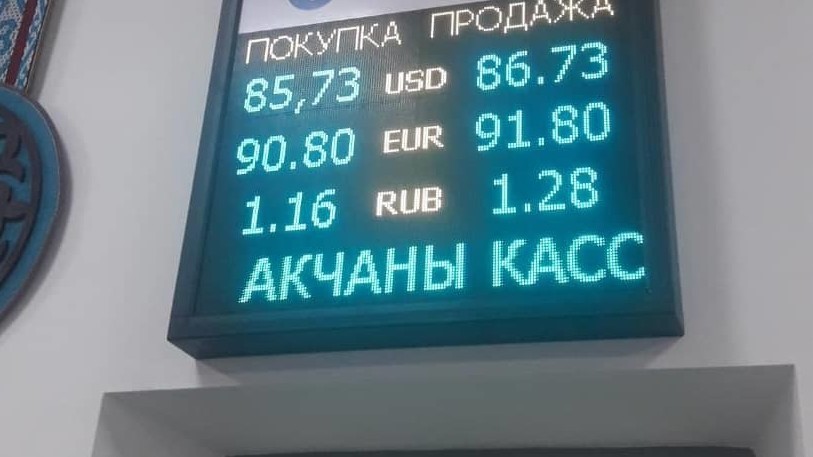 ПОКУПКА ПРОДАЖА
85,73 USD 86.73
90.80 EUR 91.80
1.16 RUB 1.28
АКЧАНЫ КАСС